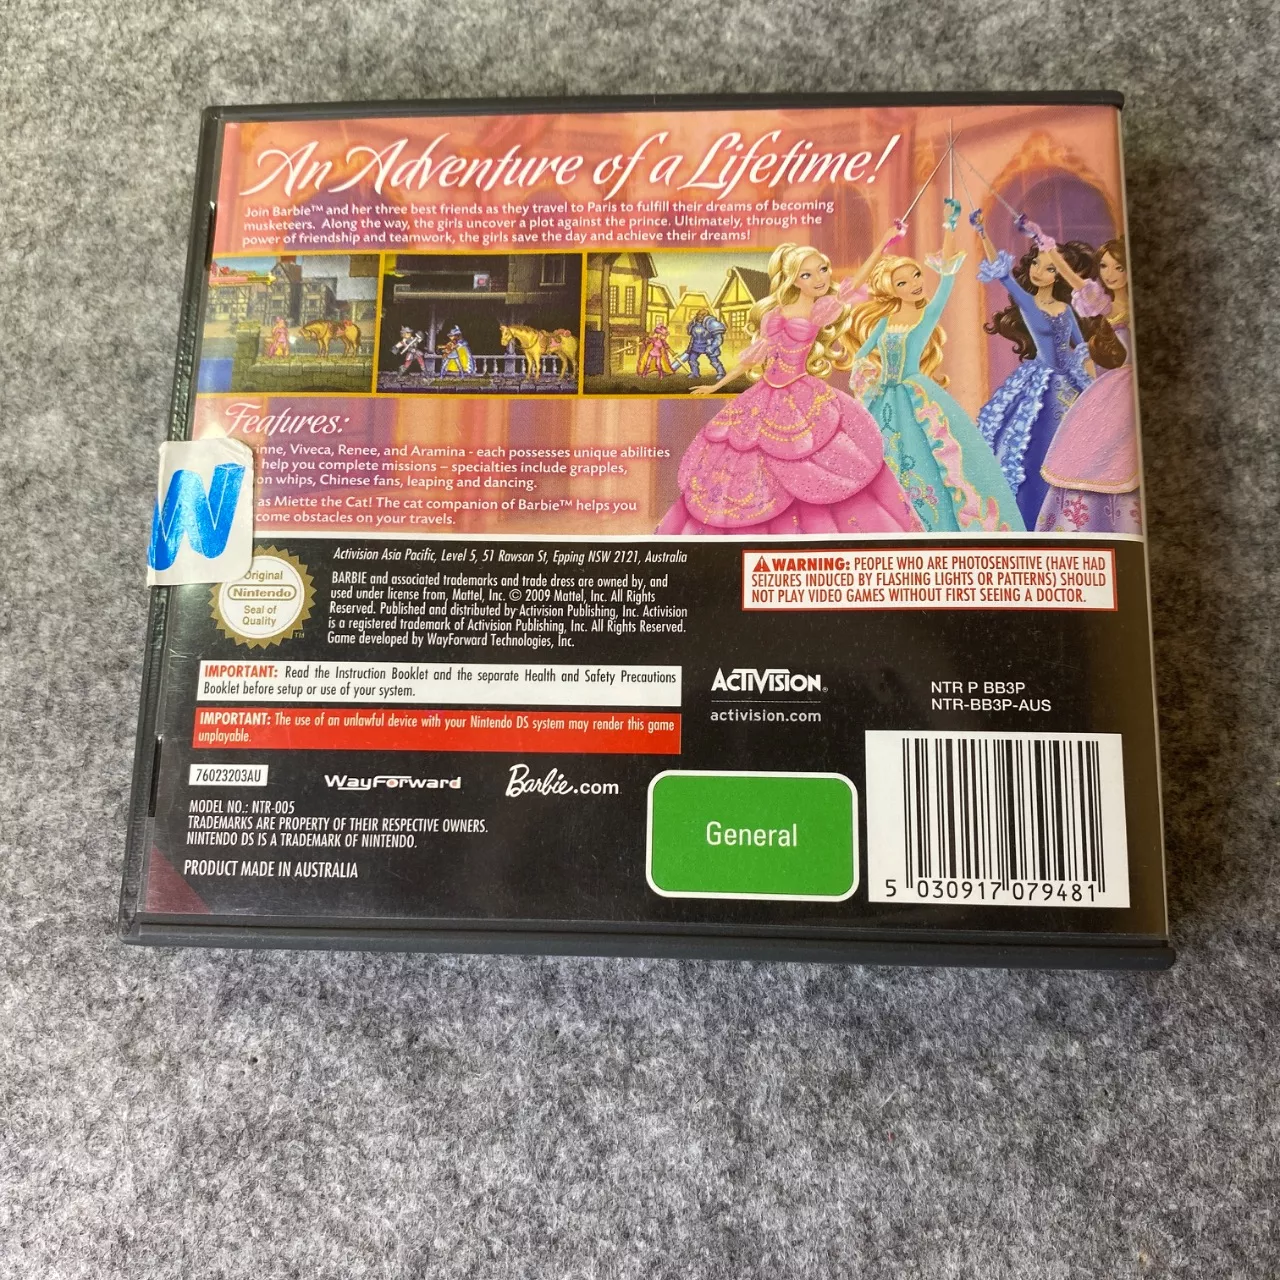 An Adventure of a Lifetime!
Join Barbie™ and her three best friends as they travel to Paris to fulfill their dreams of becoming
musketeers. Along the way, the girls uncover a plot against the prince. Ultimately, through the
power of friendship and teamwork, the girls save the day and achieve their dreams!
Features:
inne, Viveca, Renee, and Aramina - each possesses unique abilities
help you complete missions – specialties include grapples,
on whips, Chinese fans, leaping and dancing.
as Miette the Cat! The cat companion of Barbie™ helps you
come obstacles on your travels.
W
Original
Nintendo
Seal of
Quality
TM
Activision Asia Pacific, Level 5, 51 Rawson St, Epping NSW 2121, Australia
BARBIE and associated trademarks and trade dress are owned by, and
used under license from, Mattel, Inc. © 2009 Mattel, Inc. All Rights
Reserved. Published and distributed by Activision Publishing, Inc. Activision
is a registered trademark of Activision Publishing, Inc. All Rights Reserved.
Game developed by WayForward Technologies, Inc.
WARNING: PEOPLE WHO ARE PHOTOSENSITIVE (HAVE HAD
SEIZURES INDUCED BY FLASHING LIGHTS OR PATTERNS) SHOULD
NOT PLAY VIDEO GAMES WITHOUT FIRST SEEING A DOCTOR.
IMPORTANT: Read the Instruction Booklet and the separate Health and Safety Precautions
Booklet before setup or use of your system.
IMPORTANT: The use of an unlawful device with your Nintendo DS system may render this game
unplayable.
ACTIVISION®
activision.com
NTR P BB3P
NTR-BB3P-AUS
76023203AU
WayForward
Barbie.com
MODEL NO.: NTR-005
TRADEMARKS ARE PROPERTY OF THEIR RESPECTIVE OWNERS.
NINTENDO DS IS A TRADEMARK OF NINTENDO.
PRODUCT MADE IN AUSTRALIA
General
5 030917 079481